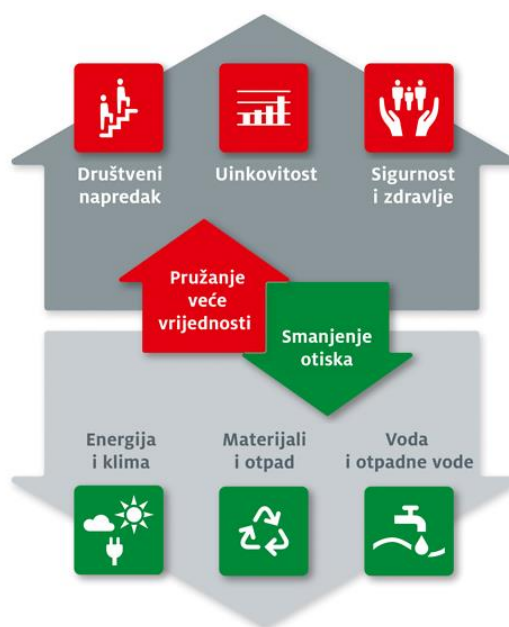 Društveni
napredak
Uinkovitost
Sigurnost
i zdravlje
Pružanje
veće
vrijednosti
Smanjenje
otiska
Energija
i klima
Materijali
i otpad
Voda
i otpadne vode